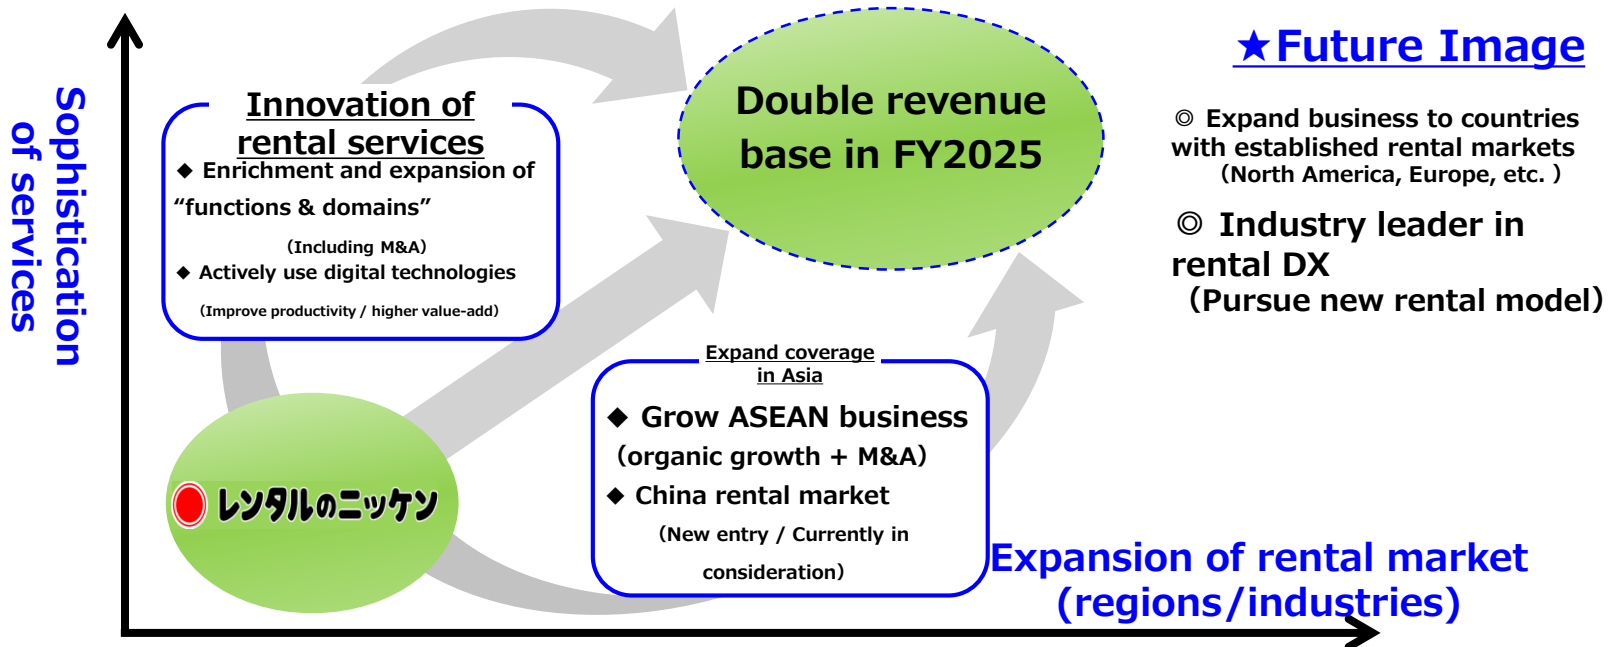 Sophistication
of services
Innovation of
rental services
◆ Enrichment and expansion of
“functions & domains”
（Including M&A）
◆ Actively use digital technologies
（Improve productivity / higher value-add）
レンタルのニッケン
Double revenue
base in FY2025
Expand coverage
in Asia
◆ Grow ASEAN business
（organic growth + M&A）
◆ China rental market
（New entry / Currently in
consideration）
Expansion of rental market
(regions/industries)
★Future Image
◎ Expand business to countries
with established rental markets
（North America, Europe, etc. ）
◎ Industry leader in
rental DX
（Pursue new rental model）